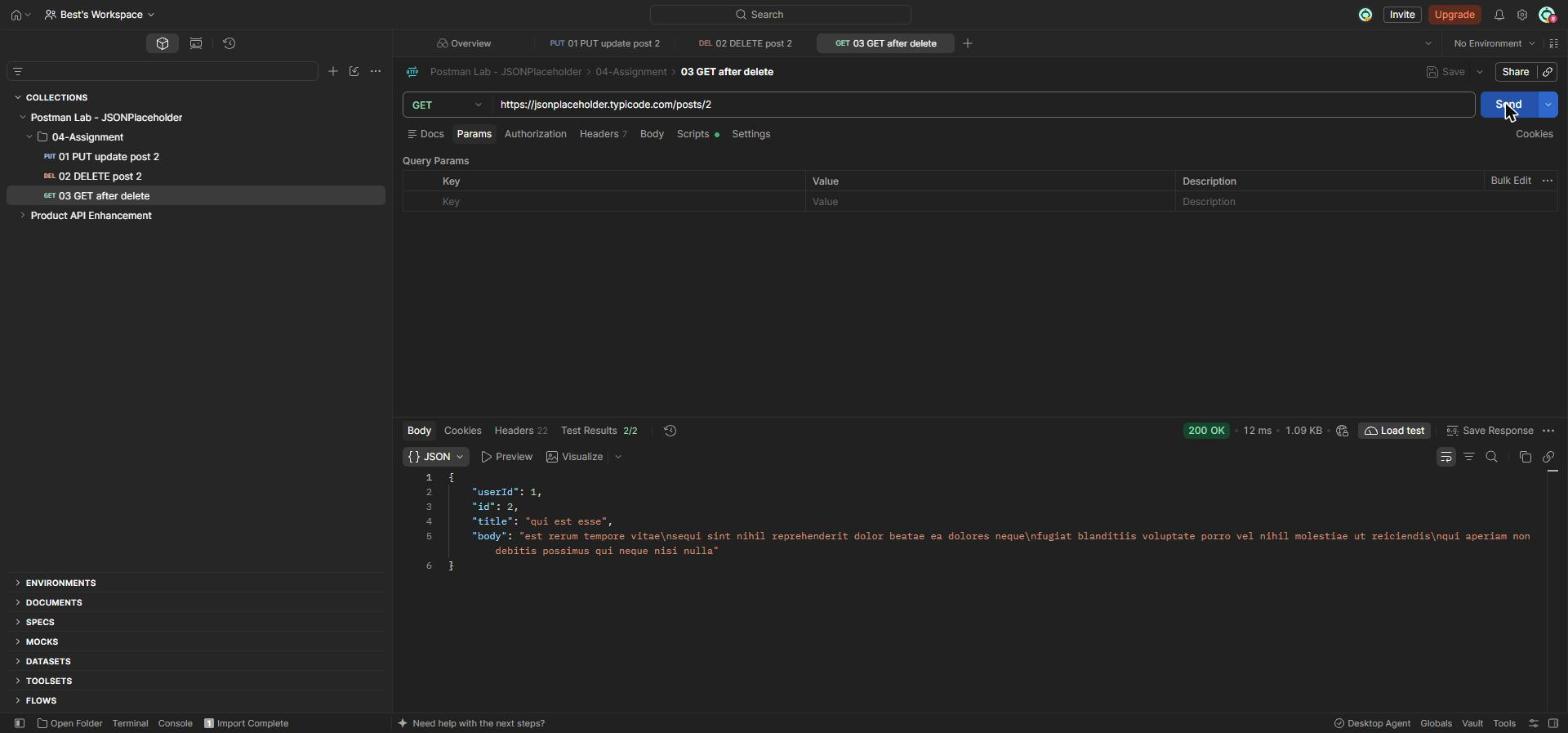 Best's Workspace
Search
Invite
Upgrade
Overview
PUT 01 PUT update post 2
DEL 02 DELETE post 2
GET 03 GET after delete
No Environment
COLLECTIONS
Postman Lab - JSONPlaceholder
04-Assignment
PUT 01 PUT update post 2
DEL 02 DELETE post 2
GET 03 GET after delete
Product API Enhancement
ENVIRONMENTS
DOCUMENTS
SPECS
MOCKS
DATASETS
TOOLSETS
FLOWS
HTTP Postman Lab - JSONPlaceholder > 04-Assignment > 03 GET after delete
Save
Share
GET https://jsonplaceholder.typicode.com/posts/2
Send
Docs Params Authorization Headers 7 Body Scripts Settings
Cookies
Query Params
Key Value Description Bulk Edit
Key Value Description
Body Cookies Headers 22 Test Results 2/2
200 OK • 12 ms • 1.09 KB
Load test
Save Response
{} JSON Preview Visualize
1 {
2 "userId": 1,
3 "id": 2,
4 "title": "qui est esse",
5 "body": "est rerum tempore vitae\nsequi sint nihil reprehenderit dolor beatae ea dolores neque\nfugiat blanditiis voluptate porro vel nihil molestiae ut reiciendis\nqui aperiam non
debitis possimus qui neque nisi nulla"
6 }
Open Folder Terminal Console 1 Import Complete
Need help with the next steps?
Desktop Agent Globals Vault Tools